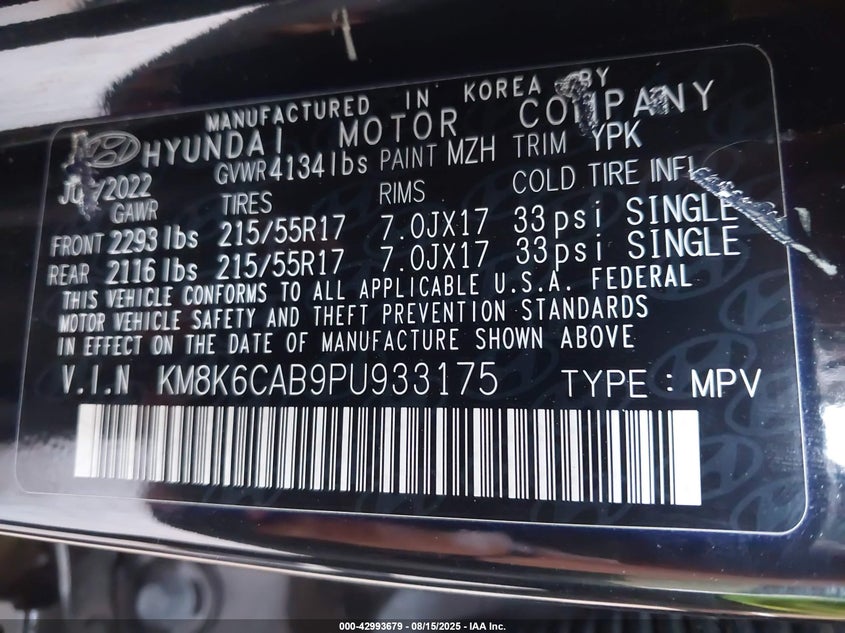 MANUFACTURED IN KOREA BY
HYUNDAI MOTOR COMPANY
/2022 GVWR 4134lbs PAINT MZH TRIM YPK
GAWR TIRES RIMS COLD TIRE INFL
FRONT 2293 lbs 215/55R17 7.0JX17 33psi SINGLE
REAR 2116 lbs 215/55R17 7.0JX17 33psi SINGLE
THIS VEHICLE CONFORMS TO ALL APPLICABLE U.S.A. FEDERAL
MOTOR VEHICLE SAFETY AND THEFT PREVENTION STANDARDS
IN EFFECT ON THE DATE OF MANUFACTURE SHOWN ABOVE
V.I.N KM8K6CAB9PU933175 TYPE : MPV
000-42993679 - 08/15/2025 - IAA Inc.